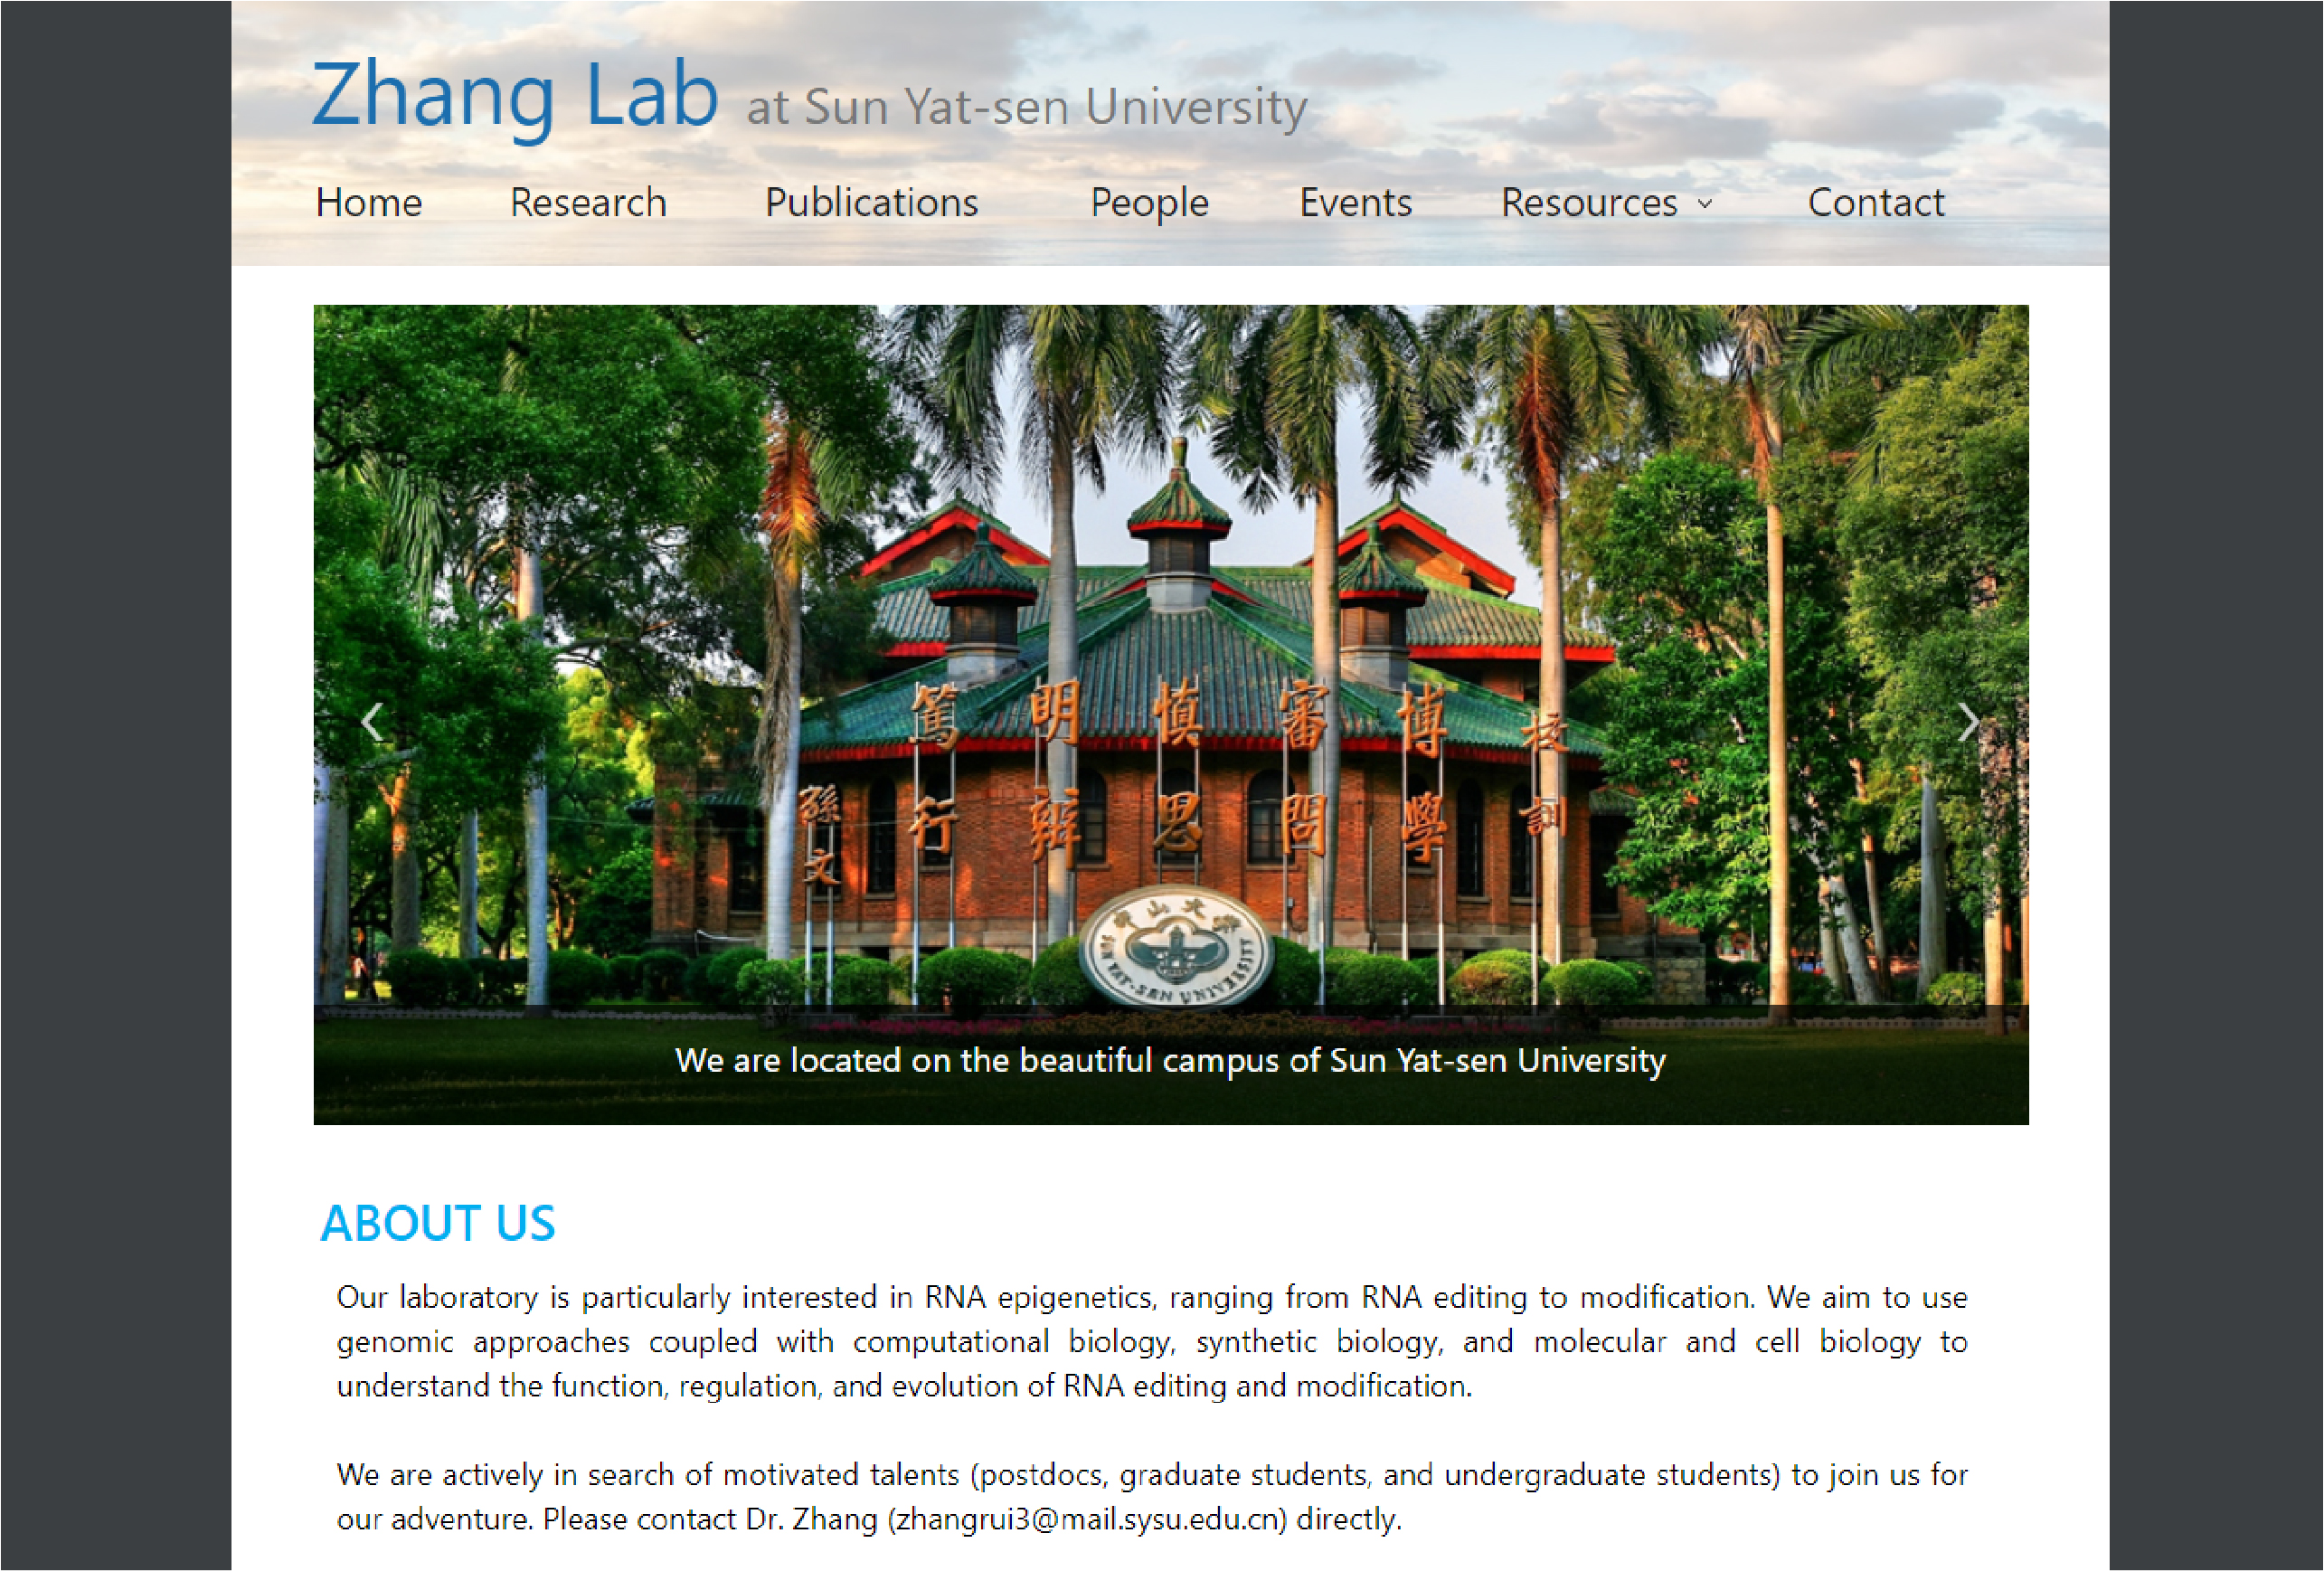 Zhang Lab at Sun Yat-sen University
Home Research Publications People Events Resources Contact
校訓
博學
審問
慎思
明辨
篤行
孫文
中山大學
SUN YAT-SEN UNIVERSITY
We are located on the beautiful campus of Sun Yat-sen University
ABOUT US
Our laboratory is particularly interested in RNA epigenetics, ranging from RNA editing to modification. We aim to use
genomic approaches coupled with computational biology, synthetic biology, and molecular and cell biology to
understand the function, regulation, and evolution of RNA editing and modification.
We are actively in search of motivated talents (postdocs, graduate students, and undergraduate students) to join us for
our adventure. Please contact Dr. Zhang (zhangrui3@mail.sysu.edu.cn) directly.